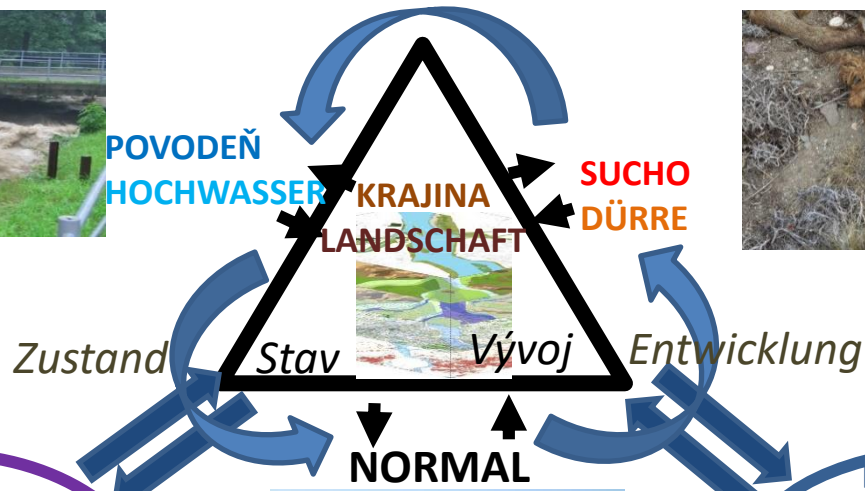 POVODEŇ
HOCHWASSER
KRAJINA
LANDSCHAFT
SUCHO
DÜRRE
Zustand
Stav
Vývoj
Entwicklung
NORMAL